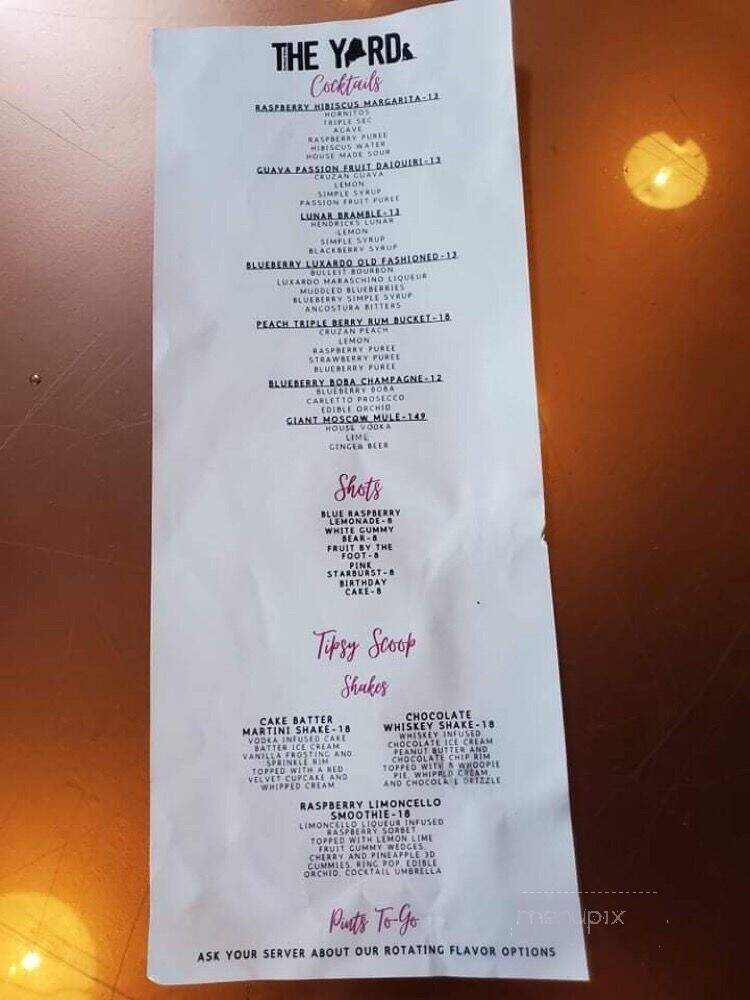 THE YARD
Cocktails
RASPBERRY HIBISCUS MARGARITA-13
HORNITOS
TRIPLE SEC
AGAVE
RASPBERRY PUREE
HIBISCUS WATER
HOUSE MADE SOUR
GUAVA PASSION FRUIT DAIQUIRI-13
CRUZAN GUAVA
LEMON
SIMPLE SYRUP
PASSION FRUIT PUREE
LUNAR BRAMBLE-13
HENDRICKS LUNAR
LEMON
SIMPLE SYRUP
BLACKBERRY SYRUP
BLUEBERRY LUXARDO OLD FASHIONED-13
BULLEIT BOURBON
LUXARDO MARASCHINO LIQUEUR
MUDDLED BLUEBERRIES
BLUEBERRY SIMPLE SYRUP
ANGOSTURA BITTERS
PEACH TRIPLE BERRY RUM BUCKET-18
CRUZAN PEACH
LEMON
RASPBERRY PUREE
STRAWBERRY PUREE
BLUEBERRY PUREE
BLUEBERRY BOBA CHAMPAGNE-12
BLUEBERRY BOBA
CARLETTO PROSECCO
EDIBLE ORCHID
GIANT MOSCOW MULE-149
HOUSE VODKA
LIME
GINGER BEER
Shots
BLUE RASPBERRY
LEMONADE-8
WHITE GUMMY
BEAR-8
FRUIT BY THE
FOOT-8
PINK
STARBURST-8
BIRTHDAY
CAKE-8
Tipsy Scoop
Shakes
CAKE BATTER
MARTINI SHAKE-18
VODKA INFUSED CAKE
BATTER ICE CREAM
VANILLA FROSTING AND
SPRINKLE RIM
TOPPED WITH A RED
VELVET CUPCAKE AND
WHIPPED CREAM
CHOCOLATE
WHISKEY SHAKE-18
WHISKEY INFUSED
CHOCOLATE ICE CREAM
PEANUT BUTTER AND
CHOCOLATE CHIP RIM
TOPPED WITH A WHOOPIE
PIE, WHIPPED CREAM
AND CHOCOLATE DRIZZLE
RASPBERRY LIMONCELLO
SMOOTHIE-18
LIMONCELLO LIQUEUR INFUSED
RASPBERRY SORBET
TOPPED WITH LEMON LIME
FRUIT GUMMY WEDGES,
CHERRY AND PINEAPPLE 3D
GUMMIES, RING POP, EDIBLE
ORCHID, COCKTAIL UMBRELLA
Pints To-Go
ASK YOUR SERVER ABOUT OUR ROTATING FLAVOR OPTIONS
menupix